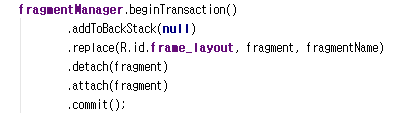 fragmentManager.beginTransaction()
.addToBackStack(null)
.replace(R.id.frame_layout, fragment, fragmentName)
.detach(fragment)
.attach(fragment)
.commit();